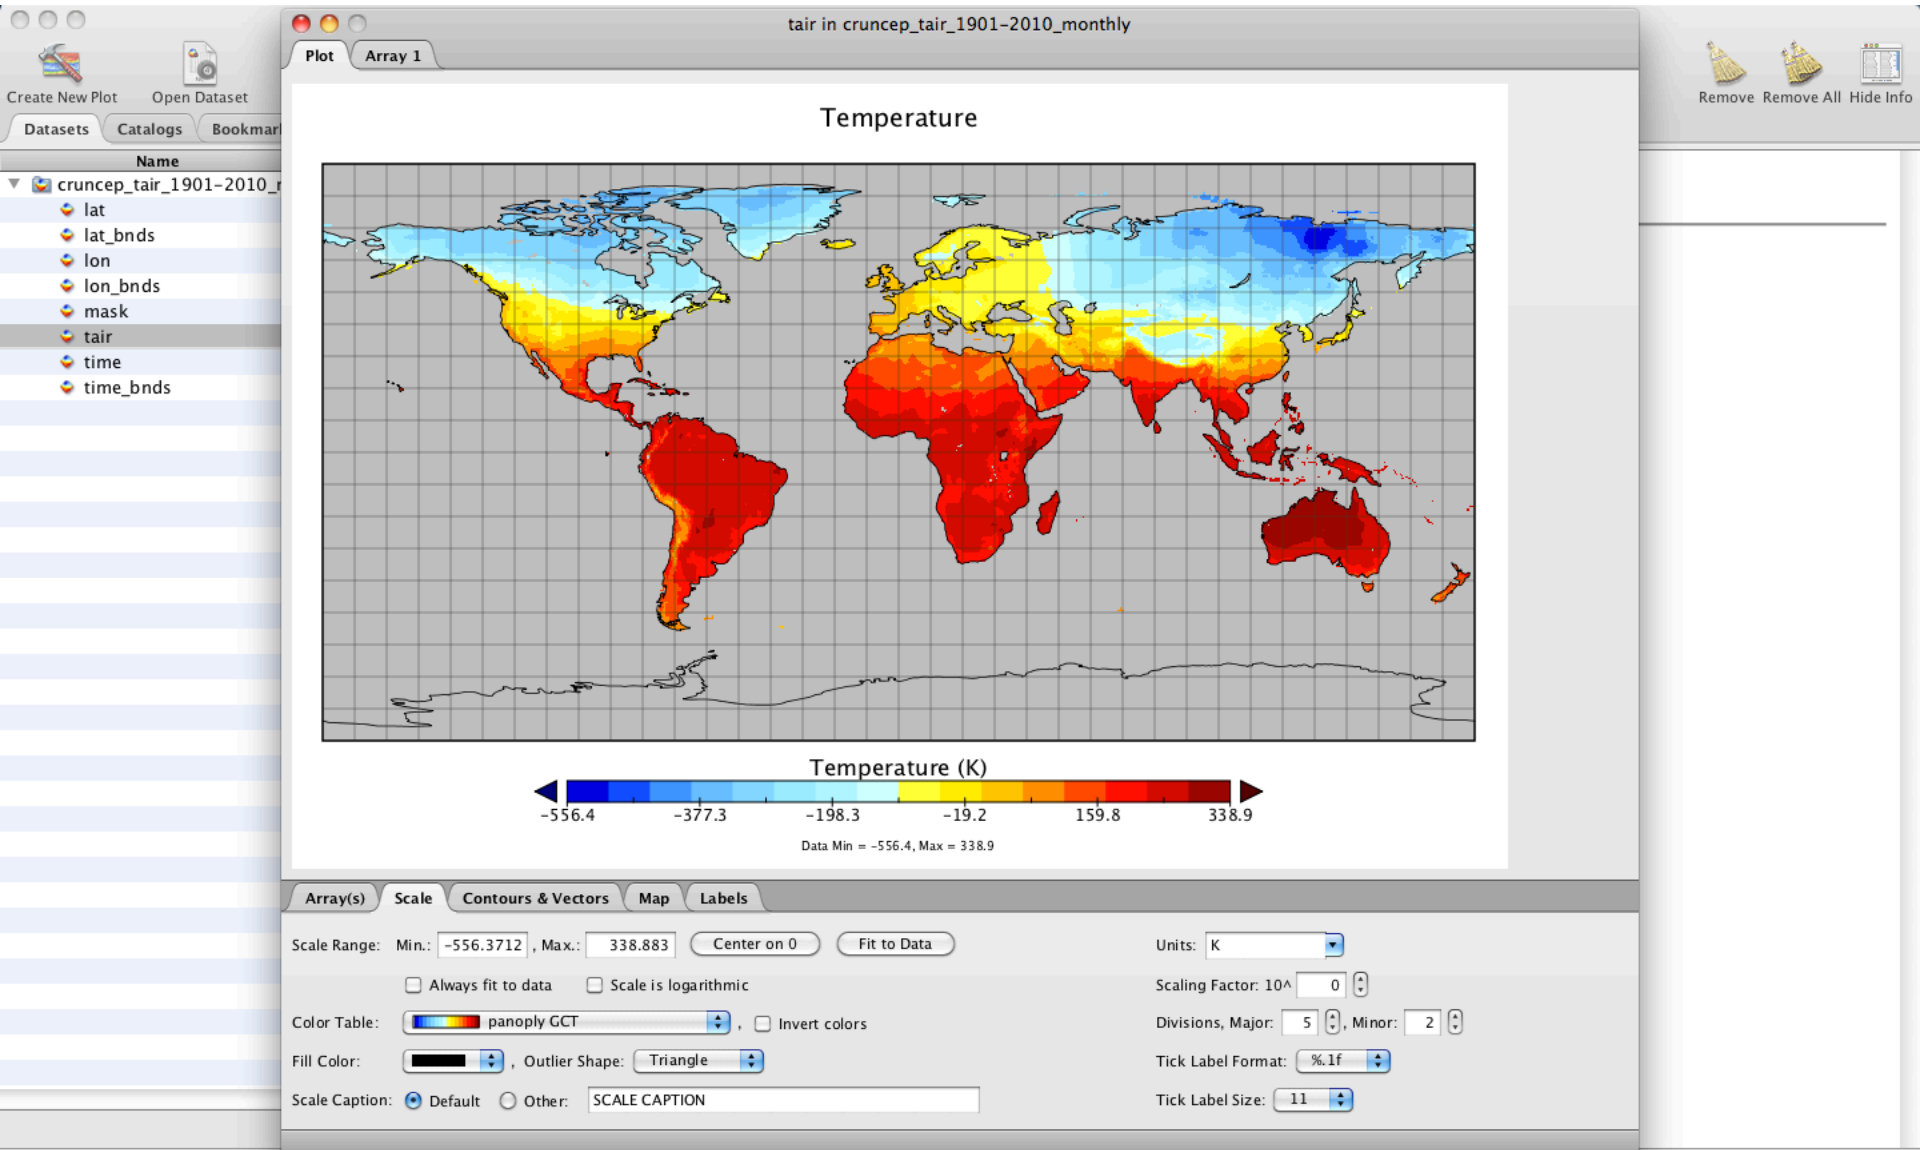 tair in cruncep_tair_1901-2010_monthly
Create New Plot
Open Dataset
Remove
Remove All
Hide Info
Datasets
Catalogs
Bookmar
Name
cruncep_tair_1901-2010_
lat
lat_bnds
lon
lon_bnds
mask
tair
time
time_bnds
Plot
Array 1
Temperature
Temperature (K)
-556.4 -377.3 -198.3 -19.2 159.8 338.9
Data Min = -556.4, Max = 338.9
Array(s)
Scale
Contours & Vectors
Map
Labels
Scale Range: Min.: -556.3712 , Max.: 338.883 Center on 0 Fit to Data
Always fit to data Scale is logarithmic
Color Table: panoply GCT , Invert colors
Fill Color: , Outlier Shape: Triangle
Scale Caption: Default Other: SCALE CAPTION
Units: K
Scaling Factor: 10^ 0
Divisions, Major: 5 , Minor: 2
Tick Label Format: %.1f
Tick Label Size: 11